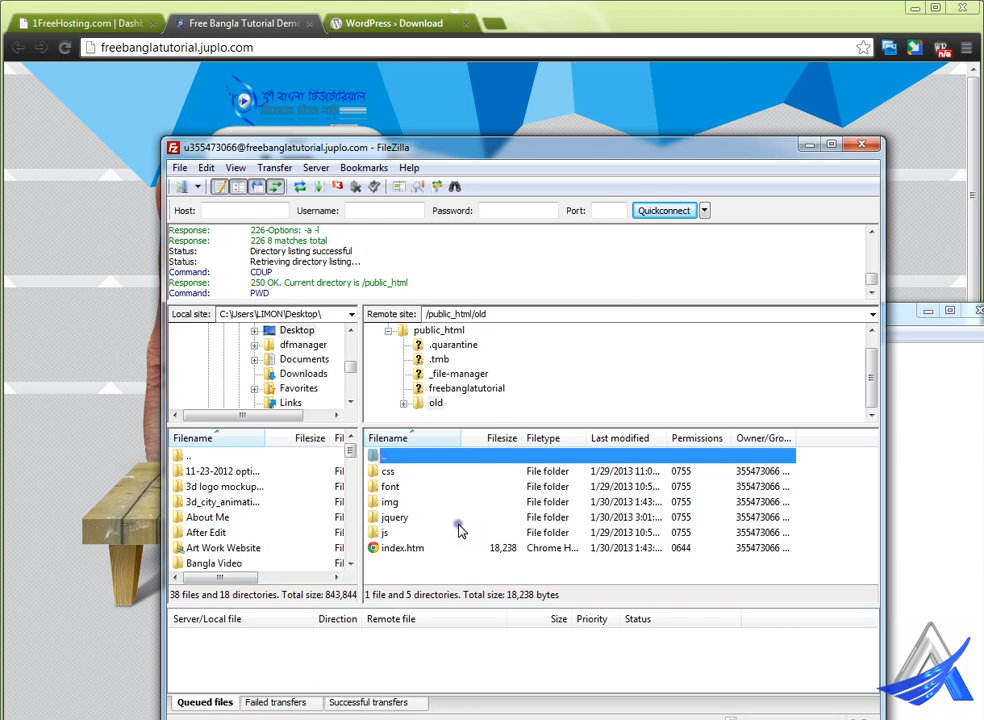 1FreeHosting.com | Dashb
Free Bangla Tutorial Demo
WordPress › Download
freebanglatutorial.juplo.com
n/a
ফ্রী বাংলা টিউটোরিয়াল
u355473066@freebanglatutorial.juplo.com - FileZilla
File Edit View Transfer Server Bookmarks Help
Host: Username: Password: Port: Quickconnect
Response: 226-Options: -a -l
Response: 226 8 matches total
Status: Directory listing successful
Status: Retrieving directory listing...
Command: CDUP
Response: 250 OK. Current directory is /public_html
Command: PWD
Local site: C:\Users\LIMON\Desktop\ Remote site: /public_html/old
Desktop
dfmanager
Documents
Downloads
Favorites
Links
public_html
.quarantine
.tmb
_file-manager
freebanglatutorial
old
Filename Filesize Fil
..
11-23-2012 opti... Fil
3d logo mockup... Fil
3d_city_animati... Fil
About Me Fil
After Edit Fil
Art Work Website Fil
Bangla Video Fil
38 files and 18 directories. Total size: 843,844
Filename Filesize Filetype Last modified Permissions Owner/Gro...
..
css File folder 1/29/2013 11:0... 0755 355473066 ...
font File folder 1/29/2013 10:5... 0755 355473066 ...
img File folder 1/30/2013 1:43:... 0755 355473066 ...
jquery File folder 1/30/2013 3:01:... 0755 355473066 ...
js File folder 1/29/2013 10:5... 0755 355473066 ...
index.htm 18,238 Chrome H... 1/30/2013 1:43:... 0644 355473066 ...
1 file and 5 directories. Total size: 18,238 bytes
Server/Local file Direction Remote file Size Priority Status
Queued files Failed transfers Successful transfers